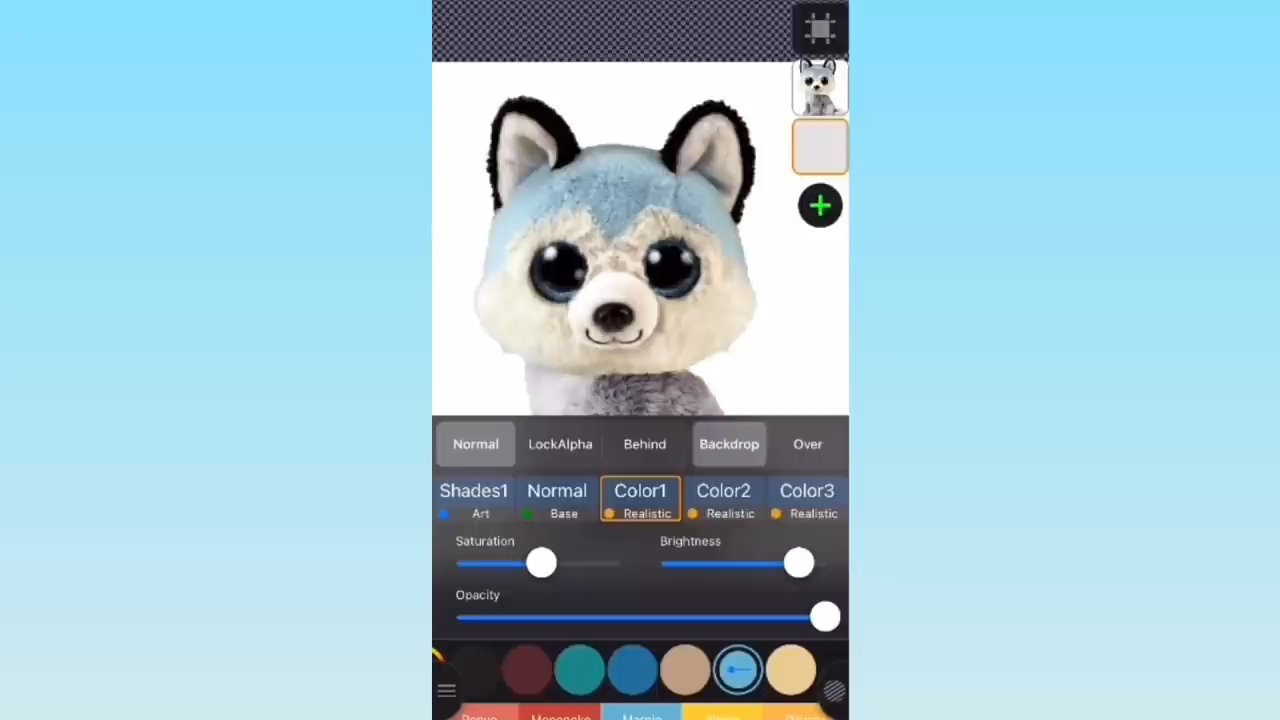 Normal LockAlpha Behind Backdrop Over
Shades1 Normal Color1 Color2 Color3
Art Base Realistic Realistic Realistic
Saturation Brightness
Opacity